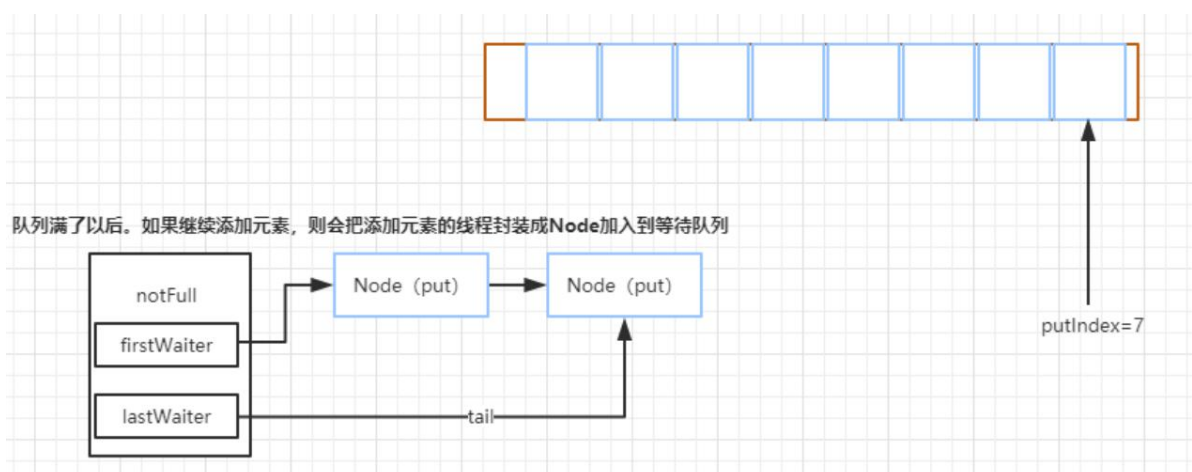 队列满了以后。如果继续添加元素，则会把添加元素的线程封装成Node加入到等待队列
notFull
Node（put）
Node（put）
firstWaiter
putIndex=7
lastWaiter
tail